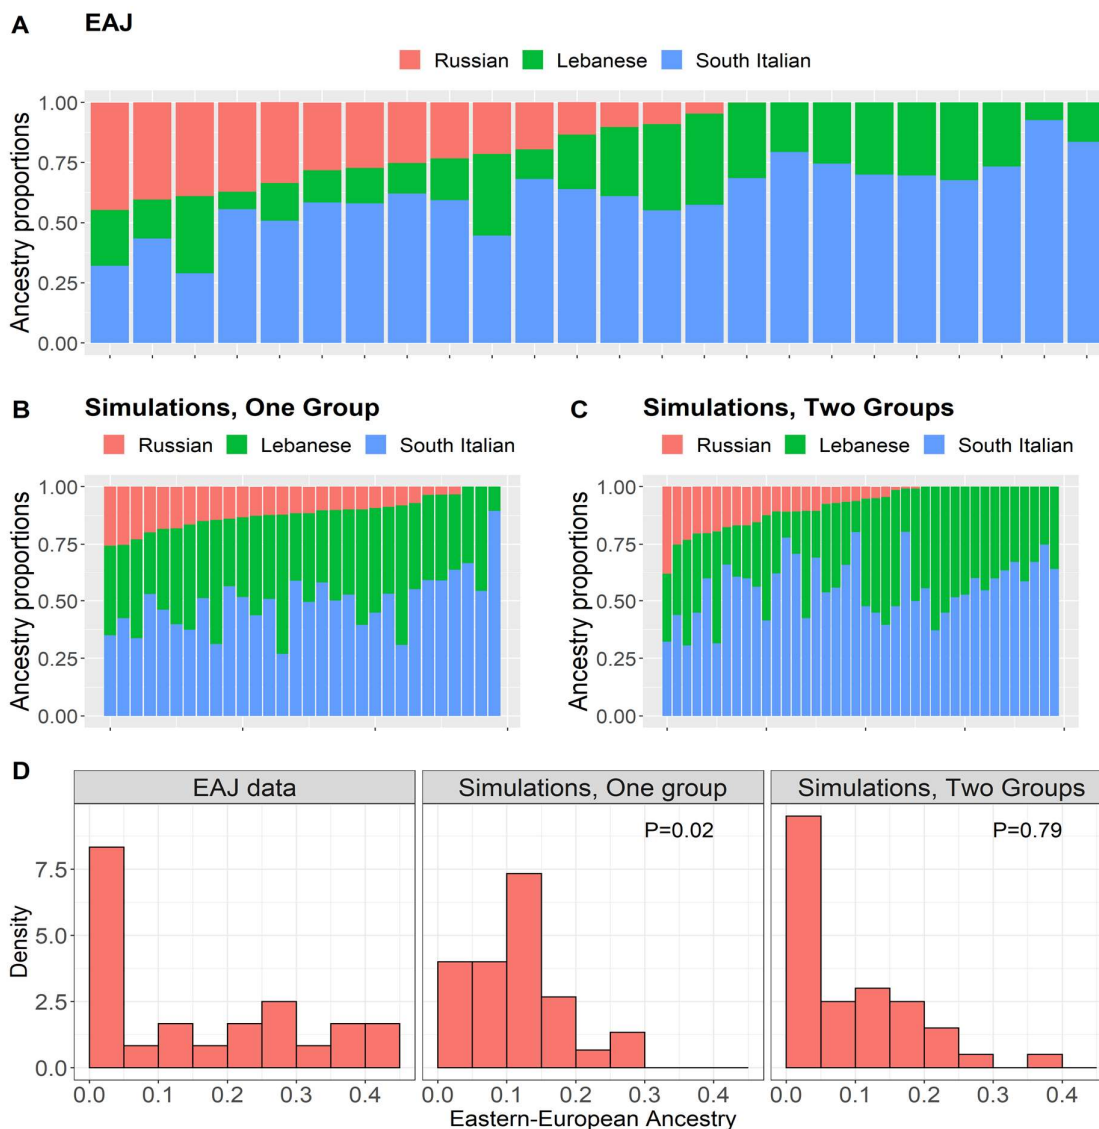 A EAJ
Russian Lebanese South Italian
Ancestry proportions
1.00
0.75
0.50
0.25
0.00
B Simulations, One Group
Russian Lebanese South Italian
Ancestry proportions
1.00
0.75
0.50
0.25
0.00
C Simulations, Two Groups
Russian Lebanese South Italian
Ancestry proportions
1.00
0.75
0.50
0.25
0.00
D
EAJ data Simulations, One group Simulations, Two Groups
P=0.02 P=0.79
Density
7.5
5.0
2.5
0.0
0.0 0.1 0.2 0.3 0.4 0.0 0.1 0.2 0.3 0.4 0.0 0.1 0.2 0.3 0.4
Eastern-European Ancestry